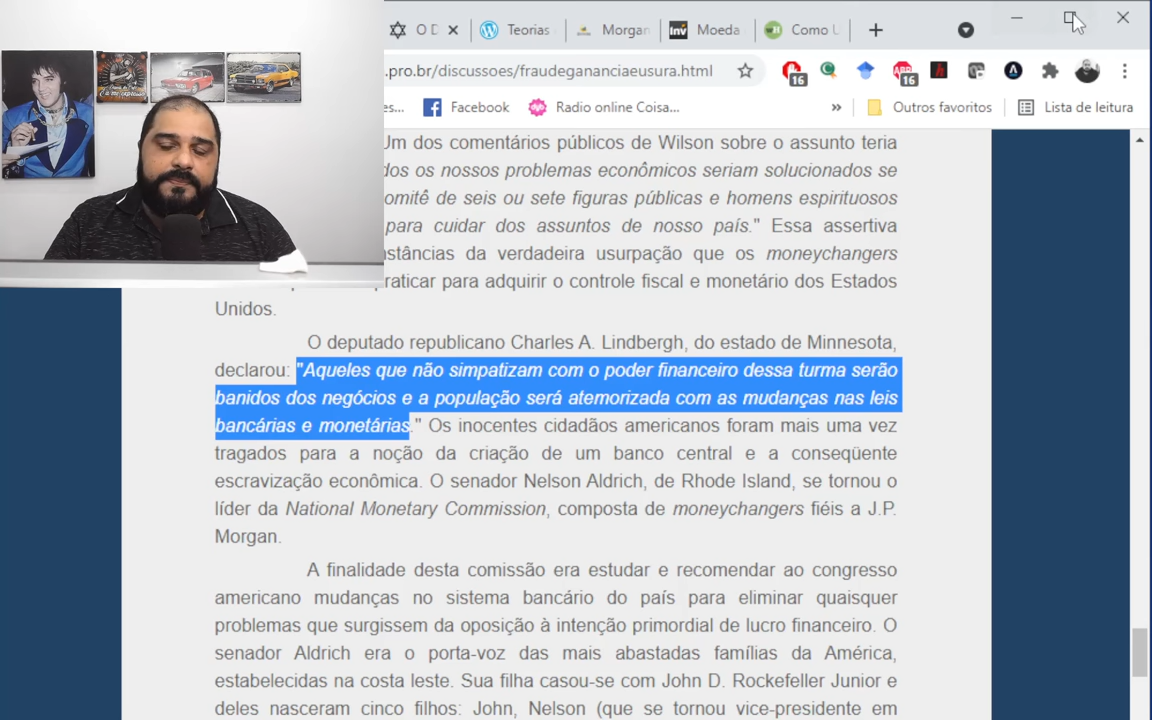 O D
Teorias
Morgan
Inv
Moeda
Como U
.pro.br/discussoes/fraudeganancia­eusura.html
16
ABP
16
es...
Facebook
Radio online Coisa...
»
Outros favoritos
Lista de leitura
Um dos comentários públicos de Wilson sobre o assunto teria
dos os nossos problemas econômicos seriam solucionados se
omitê de seis ou sete figuras públicas e homens espirituosos
para cuidar dos assuntos de nosso país." Essa assertiva
nstâncias da verdadeira usurpação que os moneychangers
praticar para adquirir o controle fiscal e monetário dos Estados
Unidos.
O deputado republicano Charles A. Lindbergh, do estado de Minnesota,
declarou: "Aqueles que não simpatizam com o poder financeiro dessa turma serão
banidos dos negócios e a população será atemorizada com as mudanças nas leis
bancárias e monetárias." Os inocentes cidadãos americanos foram mais uma vez
tragados para a noção da criação de um banco central e a conseqüente
escravização econômica. O senador Nelson Aldrich, de Rhode Island, se tornou o
líder da National Monetary Commission, composta de moneychangers fiéis a J.P.
Morgan.
A finalidade desta comissão era estudar e recomendar ao congresso
americano mudanças no sistema bancário do país para eliminar quaisquer
problemas que surgissem da oposição à intenção primordial de lucro financeiro. O
senador Aldrich era o porta-voz das mais abastadas famílias da América,
estabelecidas na costa leste. Sua filha casou-se com John D. Rockefeller Junior e
deles nasceram cinco filhos: John, Nelson (que se tornou vice-presidente em